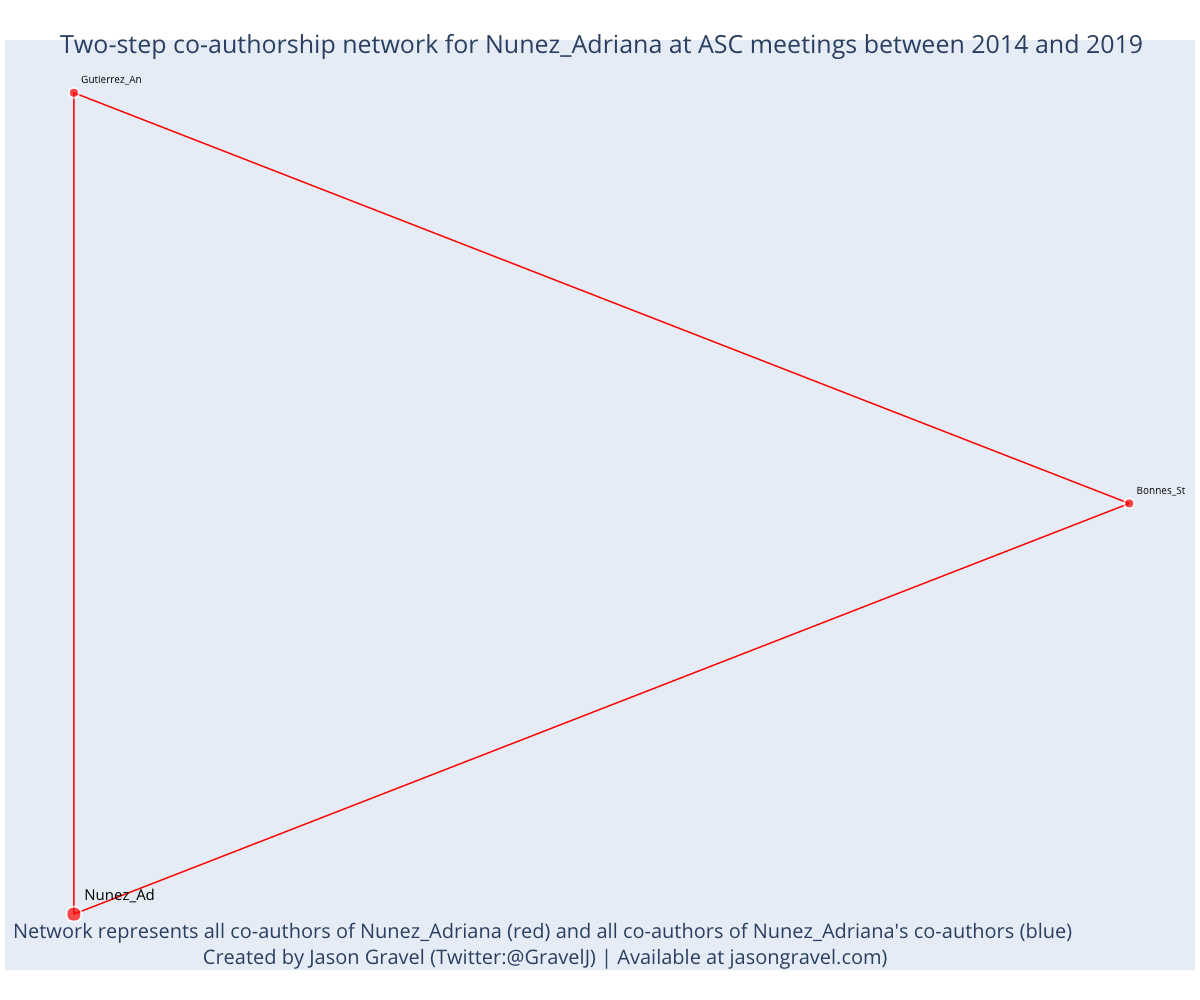 Two-step co-authorship network for Nunez_Adriana at ASC meetings between 2014 and 2019
Gutierrez_An
Bonnes_St
Nunez_Ad
Network represents all co-authors of Nunez_Adriana (red) and all co-authors of Nunez_Adriana's co-authors (blue)
Created by Jason Gravel (Twitter:@GravelJ) | Available at jasongravel.com)